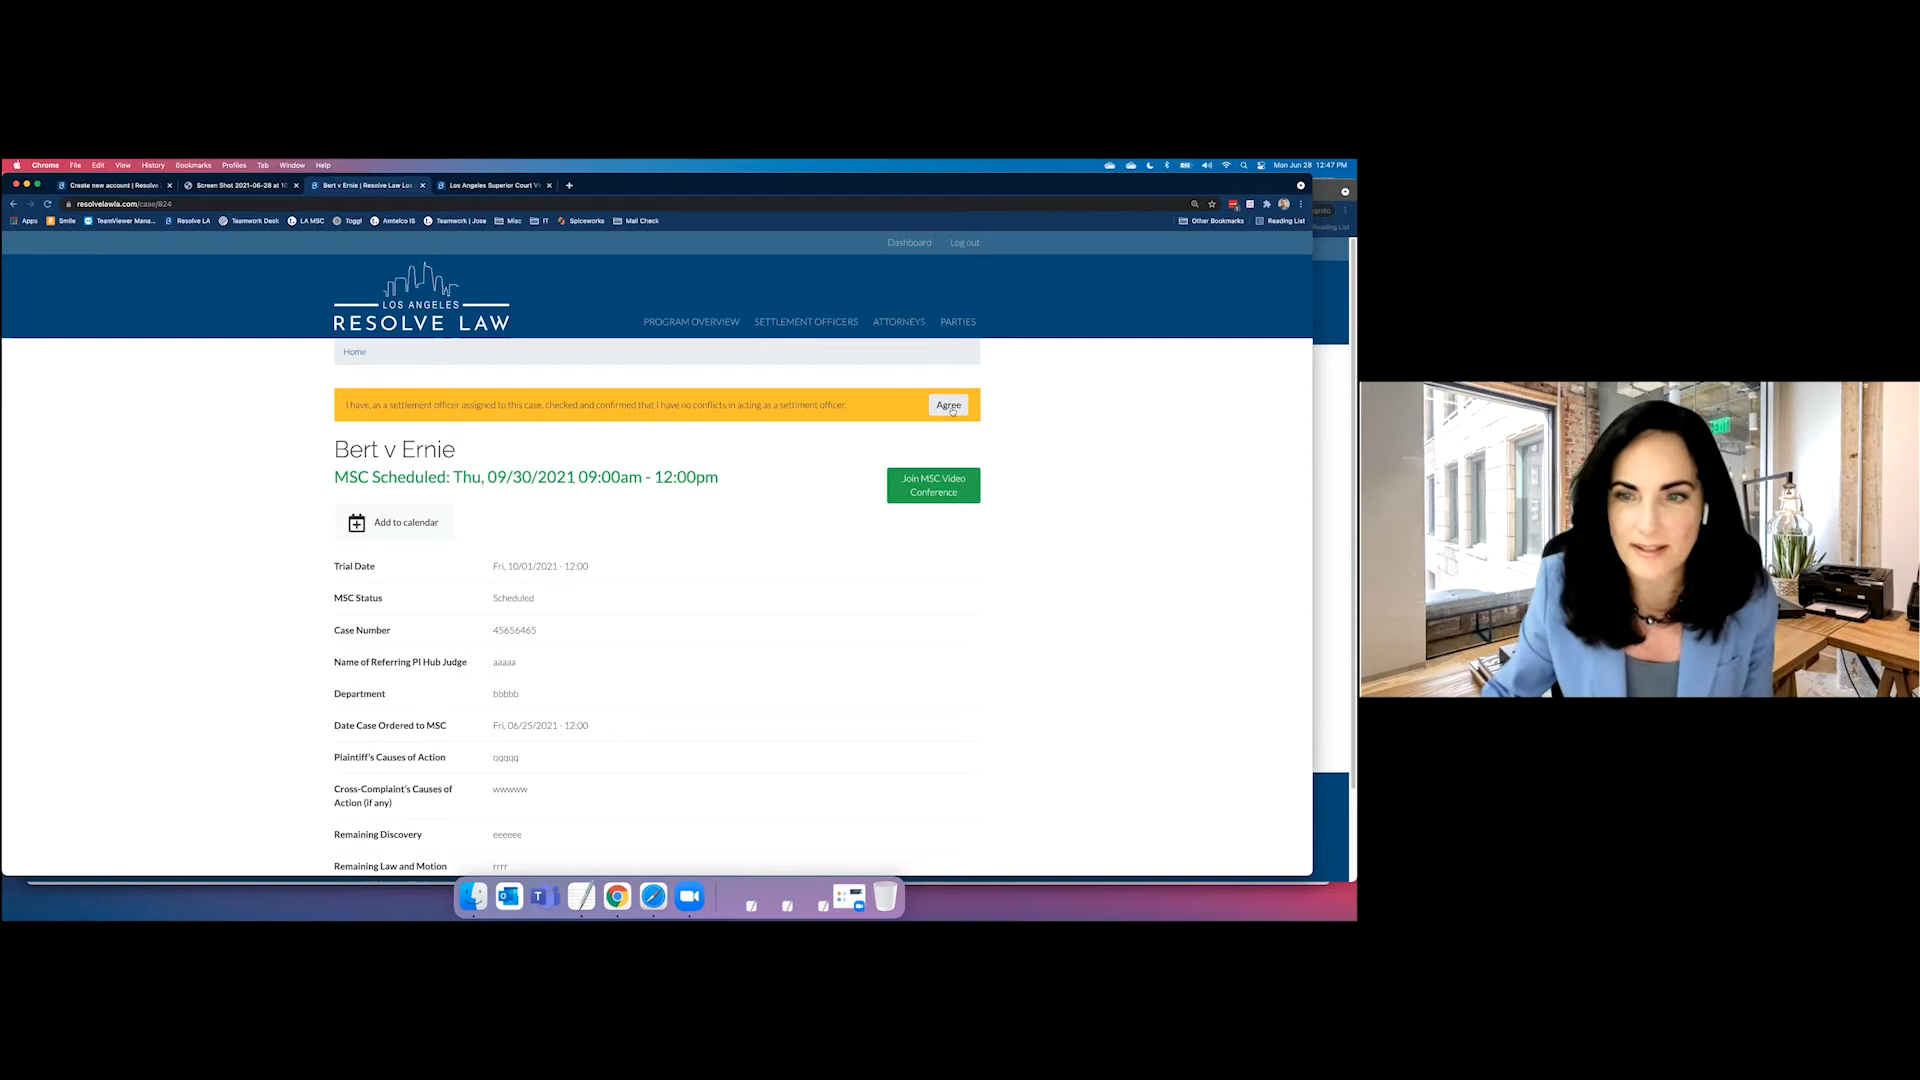 Chrome File Edit View History Bookmarks Profiles Tab Window Help Mon Jun 28 12:47 PM
Create new account | Resolve Screen Shot 2021-06-28 at 1 Bert v Ernie | Resolve Law Los Los Angeles Superior Court Vi
resolvelawla.com/case/824
Apps Smile TeamViewer Mana... Resolve LA Teamwork Desk LA MSC Toggl Amtelco IS Teamwork | Jose Misc IT Spiceworks Mail Check Other Bookmarks Reading List
Reading List
Dashboard Log out
LOS ANGELES
RESOLVE LAW
PROGRAM OVERVIEW SETTLEMENT OFFICERS ATTORNEYS PARTIES
Home
I have, as a settlement officer assigned to this case, checked and confirmed that I have no conflicts in acting as a settlment officer. Agree
Bert v Ernie
MSC Scheduled: Thu, 09/30/2021 09:00am - 12:00pm
Join MSC Video
Conference
Add to calendar
Trial Date Fri, 10/01/2021 - 12:00
MSC Status Scheduled
Case Number 45656465
Name of Referring PI Hub Judge aaaaa
Department bbbbb
Date Case Ordered to MSC Fri, 06/25/2021 - 12:00
Plaintiff's Causes of Action qqqqq
Cross-Complaint's Causes of
Action (if any) wwwww
Remaining Discovery eeeeee
Remaining Law and Motion rrrr
EXIT